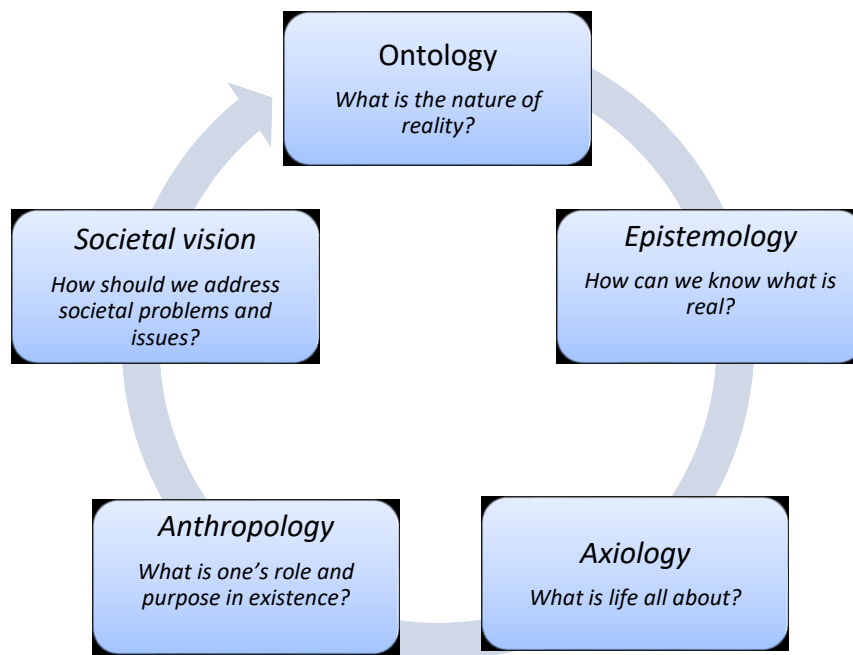 Ontology
What is the nature of
reality?
Epistemology
How can we know what is
real?
Axiology
What is life all about?
Anthropology
What is one’s role and
purpose in existence?
Societal vision
How should we address
societal problems and
issues?